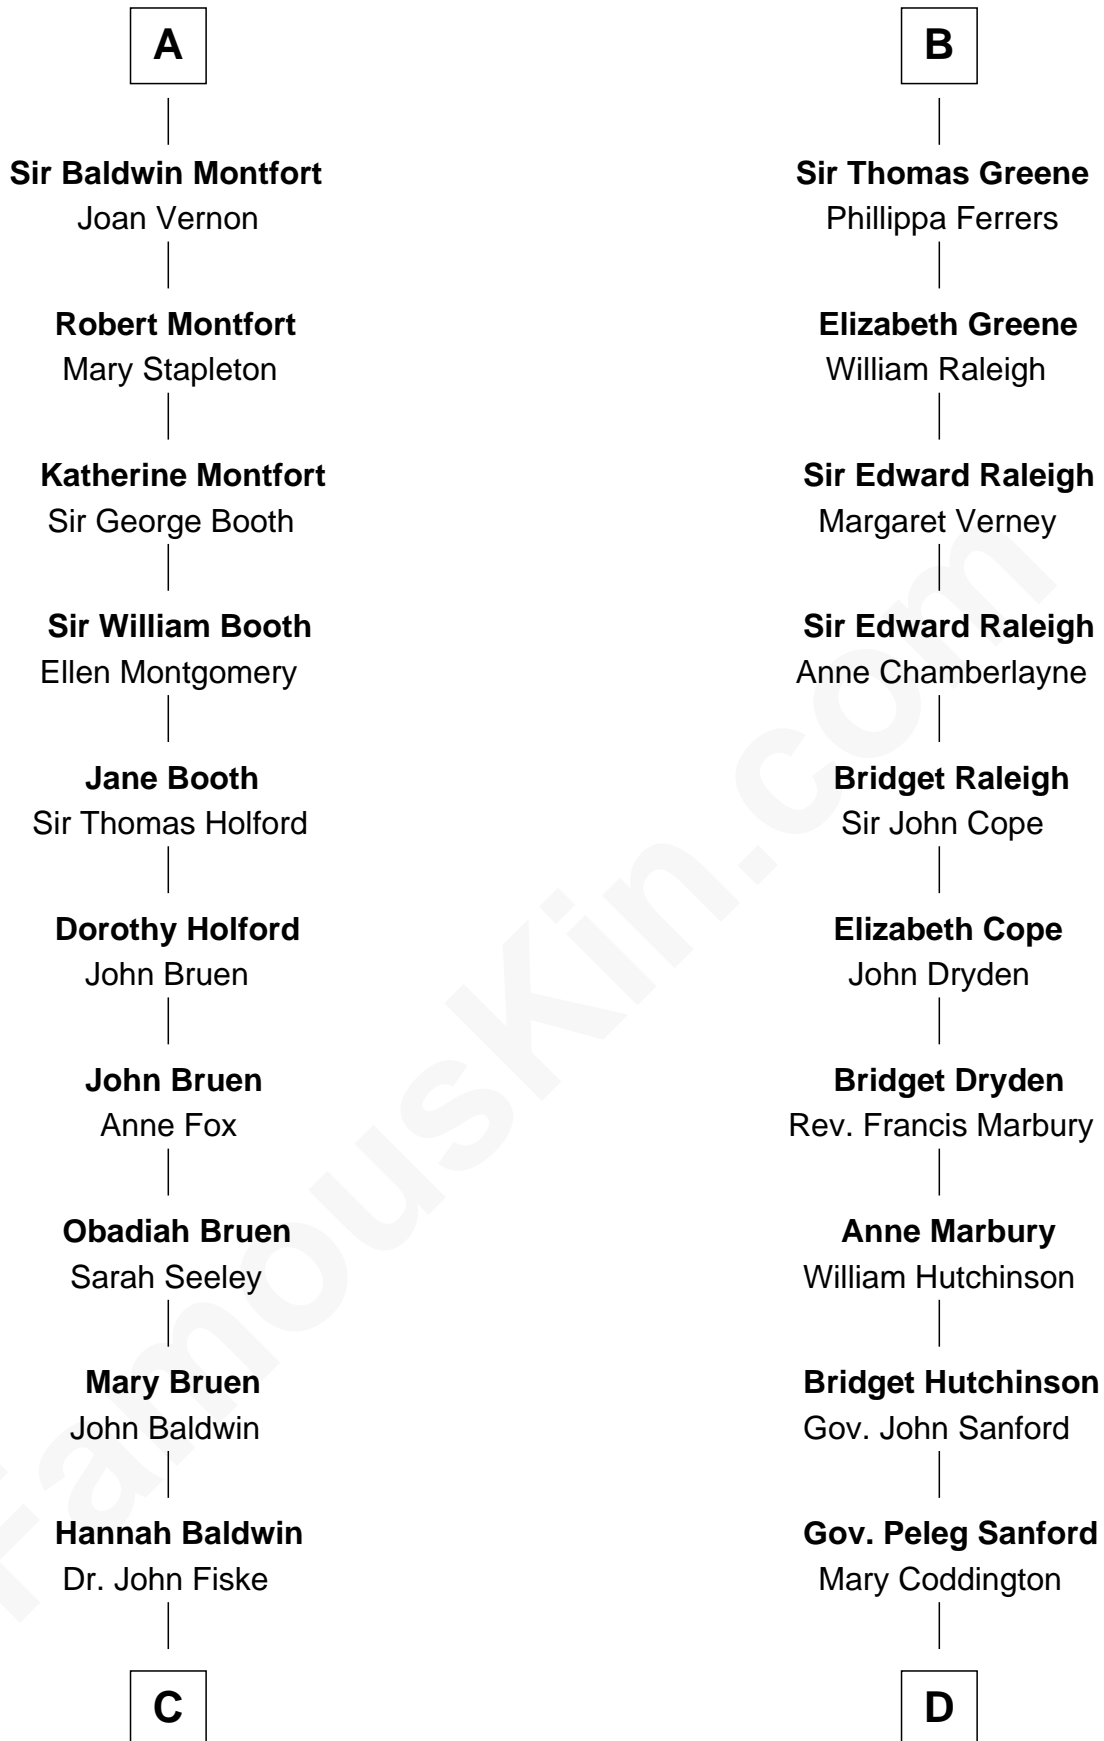 A
Sir Baldwin Montfort
Joan Vernon
Robert Montfort
Mary Stapleton
Katherine Montfort
Sir George Booth
Sir William Booth
Ellen Montgomery
Jane Booth
Sir Thomas Holford
Dorothy Holford
John Bruen
John Bruen
Anne Fox
Obadiah Bruen
Sarah Seeley
Mary Bruen
John Baldwin
Hannah Baldwin
Dr. John Fiske
C
B
Sir Thomas Greene
Phillippa Ferrers
Elizabeth Greene
William Raleigh
Sir Edward Raleigh
Margaret Verney
Sir Edward Raleigh
Anne Chamberlayne
Bridget Raleigh
Sir John Cope
Elizabeth Cope
John Dryden
Bridget Dryden
Rev. Francis Marbury
Anne Marbury
William Hutchinson
Bridget Hutchinson
Gov. John Sanford
Gov. Peleg Sanford
Mary Coddington
D
FamousKin.com